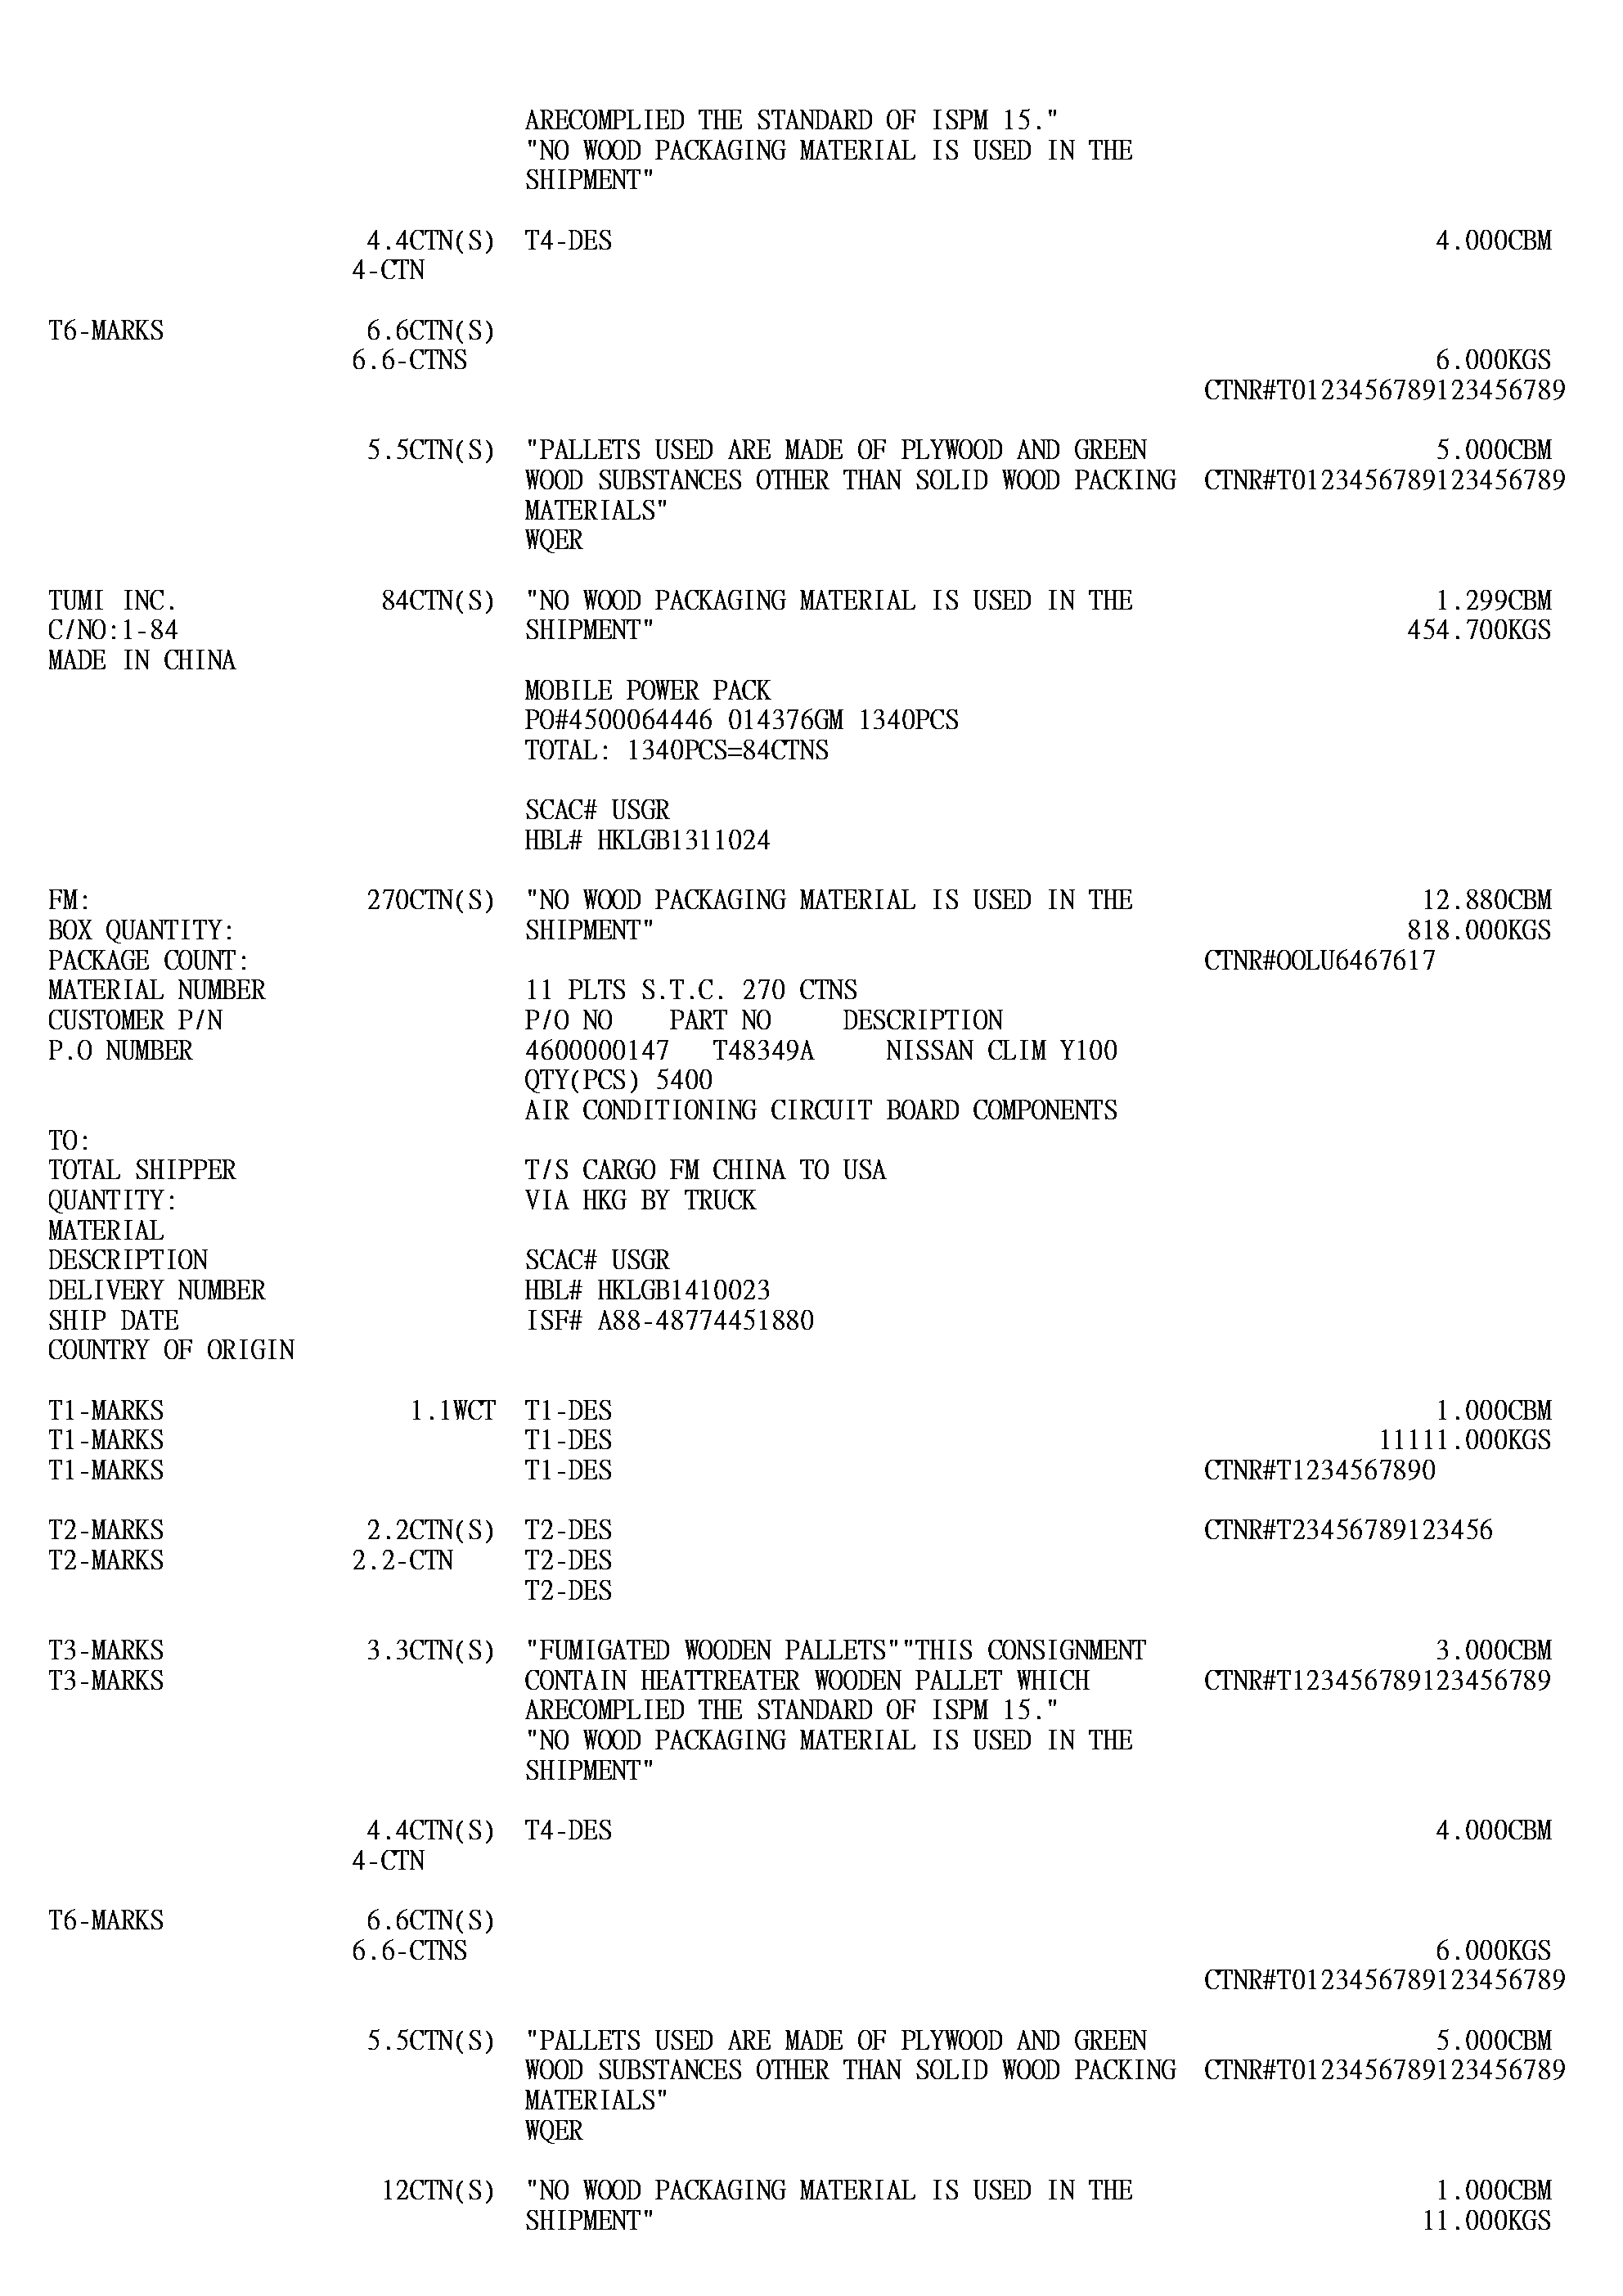 ARECOMPLIED THE STANDARD OF ISPM 15."
"NO WOOD PACKAGING MATERIAL IS USED IN THE
SHIPMENT"
4.4CTN(S) T4-DES 4.000CBM
4-CTN
T6-MARKS 6.6CTN(S)
6.6-CTNS 6.000KGS
CTNR#T0123456789123456789
5.5CTN(S) "PALLETS USED ARE MADE OF PLYWOOD AND GREEN 5.000CBM
WOOD SUBSTANCES OTHER THAN SOLID WOOD PACKING CTNR#T0123456789123456789
MATERIALS"
WQER
TUMI INC. 84CTN(S) "NO WOOD PACKAGING MATERIAL IS USED IN THE 1.299CBM
C/NO:1-84 SHIPMENT" 454.700KGS
MADE IN CHINA
MOBILE POWER PACK
PO#4500064446 014376GM 1340PCS
TOTAL: 1340PCS=84CTNS
SCAC# USGR
HBL# HKLGB1311024
FM: 270CTN(S) "NO WOOD PACKAGING MATERIAL IS USED IN THE 12.880CBM
BOX QUANTITY: SHIPMENT" 818.000KGS
PACKAGE COUNT: CTNR#OOLU6467617
MATERIAL NUMBER 11 PLTS S.T.C. 270 CTNS
CUSTOMER P/N P/O NO PART NO DESCRIPTION
P.O NUMBER 4600000147 T48349A NISSAN CLIM Y100
QTY(PCS) 5400
AIR CONDITIONING CIRCUIT BOARD COMPONENTS
TO:
TOTAL SHIPPER T/S CARGO FM CHINA TO USA
QUANTITY: VIA HKG BY TRUCK
MATERIAL
DESCRIPTION SCAC# USGR
DELIVERY NUMBER HBL# HKLGB1410023
SHIP DATE ISF# A88-48774451880
COUNTRY OF ORIGIN
T1-MARKS 1.1WCT T1-DES 1.000CBM
T1-MARKS T1-DES 11111.000KGS
T1-MARKS T1-DES CTNR#T1234567890
T2-MARKS 2.2CTN(S) T2-DES CTNR#T23456789123456
T2-MARKS 2.2-CTN T2-DES
T2-DES
T3-MARKS 3.3CTN(S) "FUMIGATED WOODEN PALLETS""THIS CONSIGNMENT 3.000CBM
T3-MARKS CONTAIN HEATTREATER WOODEN PALLET WHICH CTNR#T123456789123456789
ARECOMPLIED THE STANDARD OF ISPM 15."
"NO WOOD PACKAGING MATERIAL IS USED IN THE
SHIPMENT"
4.4CTN(S) T4-DES 4.000CBM
4-CTN
T6-MARKS 6.6CTN(S)
6.6-CTNS 6.000KGS
CTNR#T0123456789123456789
5.5CTN(S) "PALLETS USED ARE MADE OF PLYWOOD AND GREEN 5.000CBM
WOOD SUBSTANCES OTHER THAN SOLID WOOD PACKING CTNR#T0123456789123456789
MATERIALS"
WQER
12CTN(S) "NO WOOD PACKAGING MATERIAL IS USED IN THE 1.000CBM
SHIPMENT" 11.000KGS